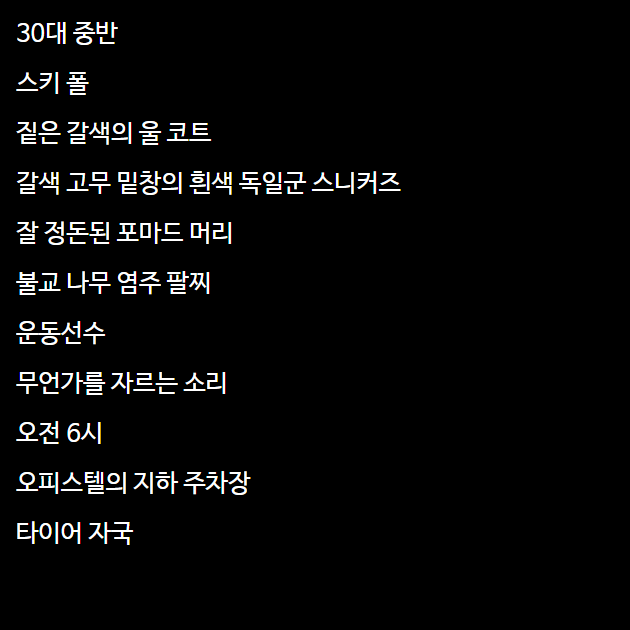 30대 중반
스키 폴
짙은 갈색의 울 코트
갈색 고무 밑창의 흰색 독일군 스니커즈
잘 정돈된 포마드 머리
불교 나무 염주 팔찌
운동선수
무언가를 자르는 소리
오전 6시
오피스텔의 지하 주차장
타이어 자국